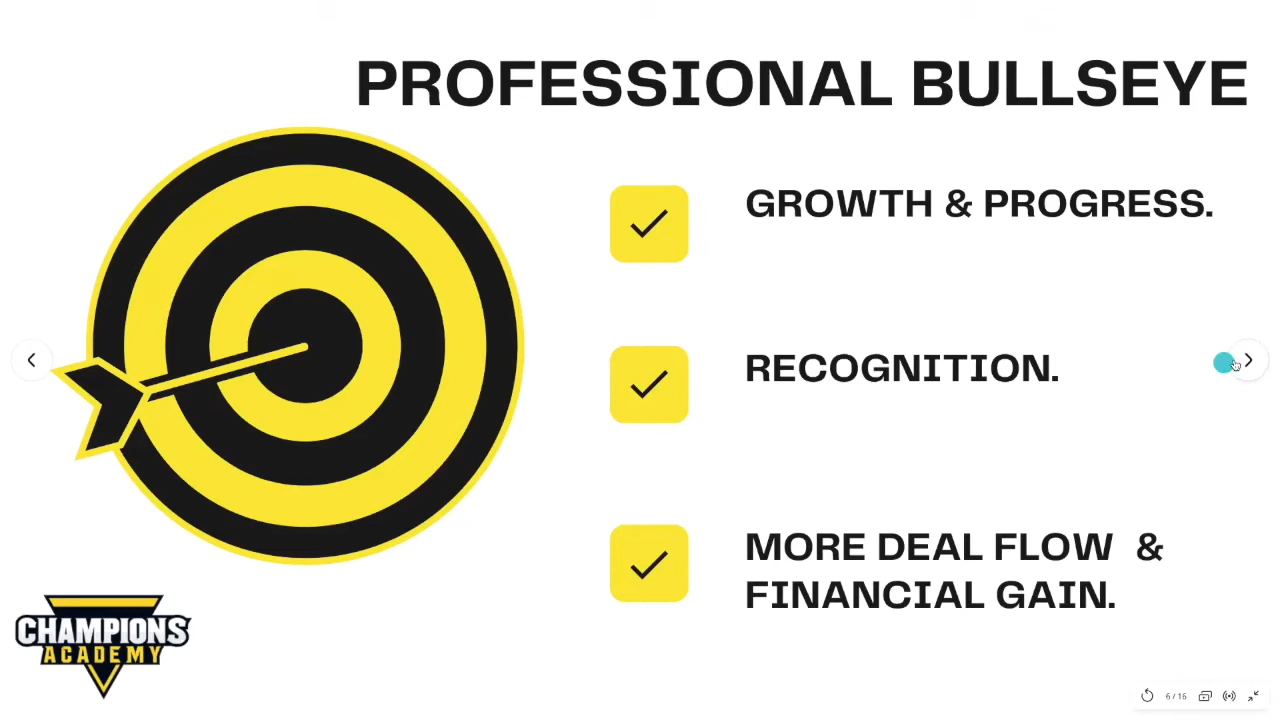 PROFESSIONAL BULLSEYE
GROWTH & PROGRESS.
RECOGNITION.
MORE DEAL FLOW &
FINANCIAL GAIN.
CHAMPIONS
ACADEMY
6 / 16